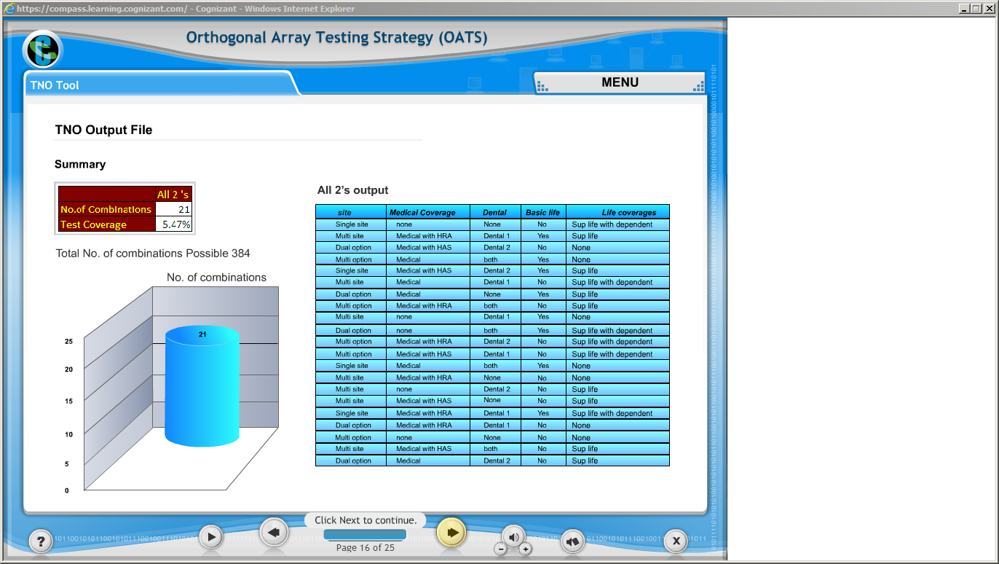 https://compass.learning.cognizant.com/ - Cognizant - Windows Internet Explorer
Orthogonal Array Testing Strategy (OATS)
TNO Tool
MENU
TNO Output File
Summary
All 2 's
No.of Combinations 21
Test Coverage 5.47%
Total No. of combinations Possible 384
No. of combinations
21
25
20
15
10
5
0
All 2's output
site Medical Coverage Dental Basic life Life coverages
Single site none None No Sup life with dependent
Multi site Medical with HRA Dental 1 Yes Sup life
Dual option Medical with HAS Dental 2 No None
Multi option Medical both Yes None
Single site Medical with HAS Dental 2 Yes Sup life
Multi site Medical Dental 1 No Sup life with dependent
Dual option Medical None Yes Sup life
Multi option Medical with HRA both No Sup life
Multi site none Dental 1 Yes None
Dual option none both Yes Sup life with dependent
Multi option Medical with HRA Dental 2 No Sup life with dependent
Multi option Medical with HAS Dental 1 No Sup life with dependent
Single site Medical both Yes None
Multi site Medical with HRA None No None
Multi site none Dental 2 No Sup life
Multi site Medical with HAS None No Sup life
Single site Medical with HRA Dental 1 Yes Sup life with dependent
Dual option Medical with HRA Dental 1 No None
Multi option none None No None
Multi site Medical with HAS both No Sup life
Dual option Medical Dental 2 No Sup life
Click Next to continue.
Page 16 of 25